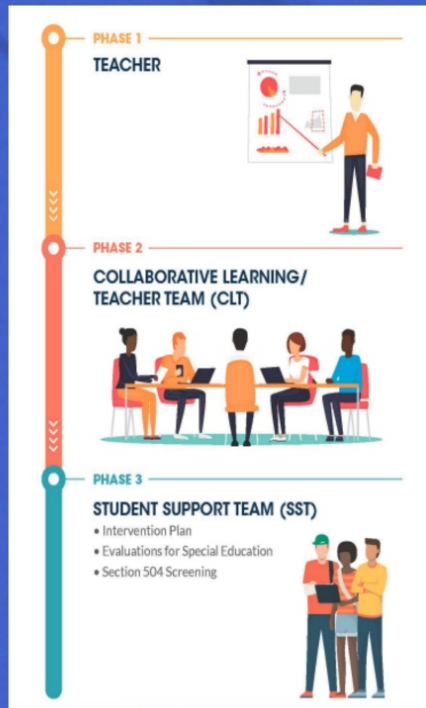 PHASE 1
TEACHER
PHASE 2
COLLABORATIVE LEARNING/
TEACHER TEAM (CLT)
PHASE 3
STUDENT SUPPORT TEAM (SST)
• Intervention Plan
• Evaluations for Special Education
• Section 504 Screening